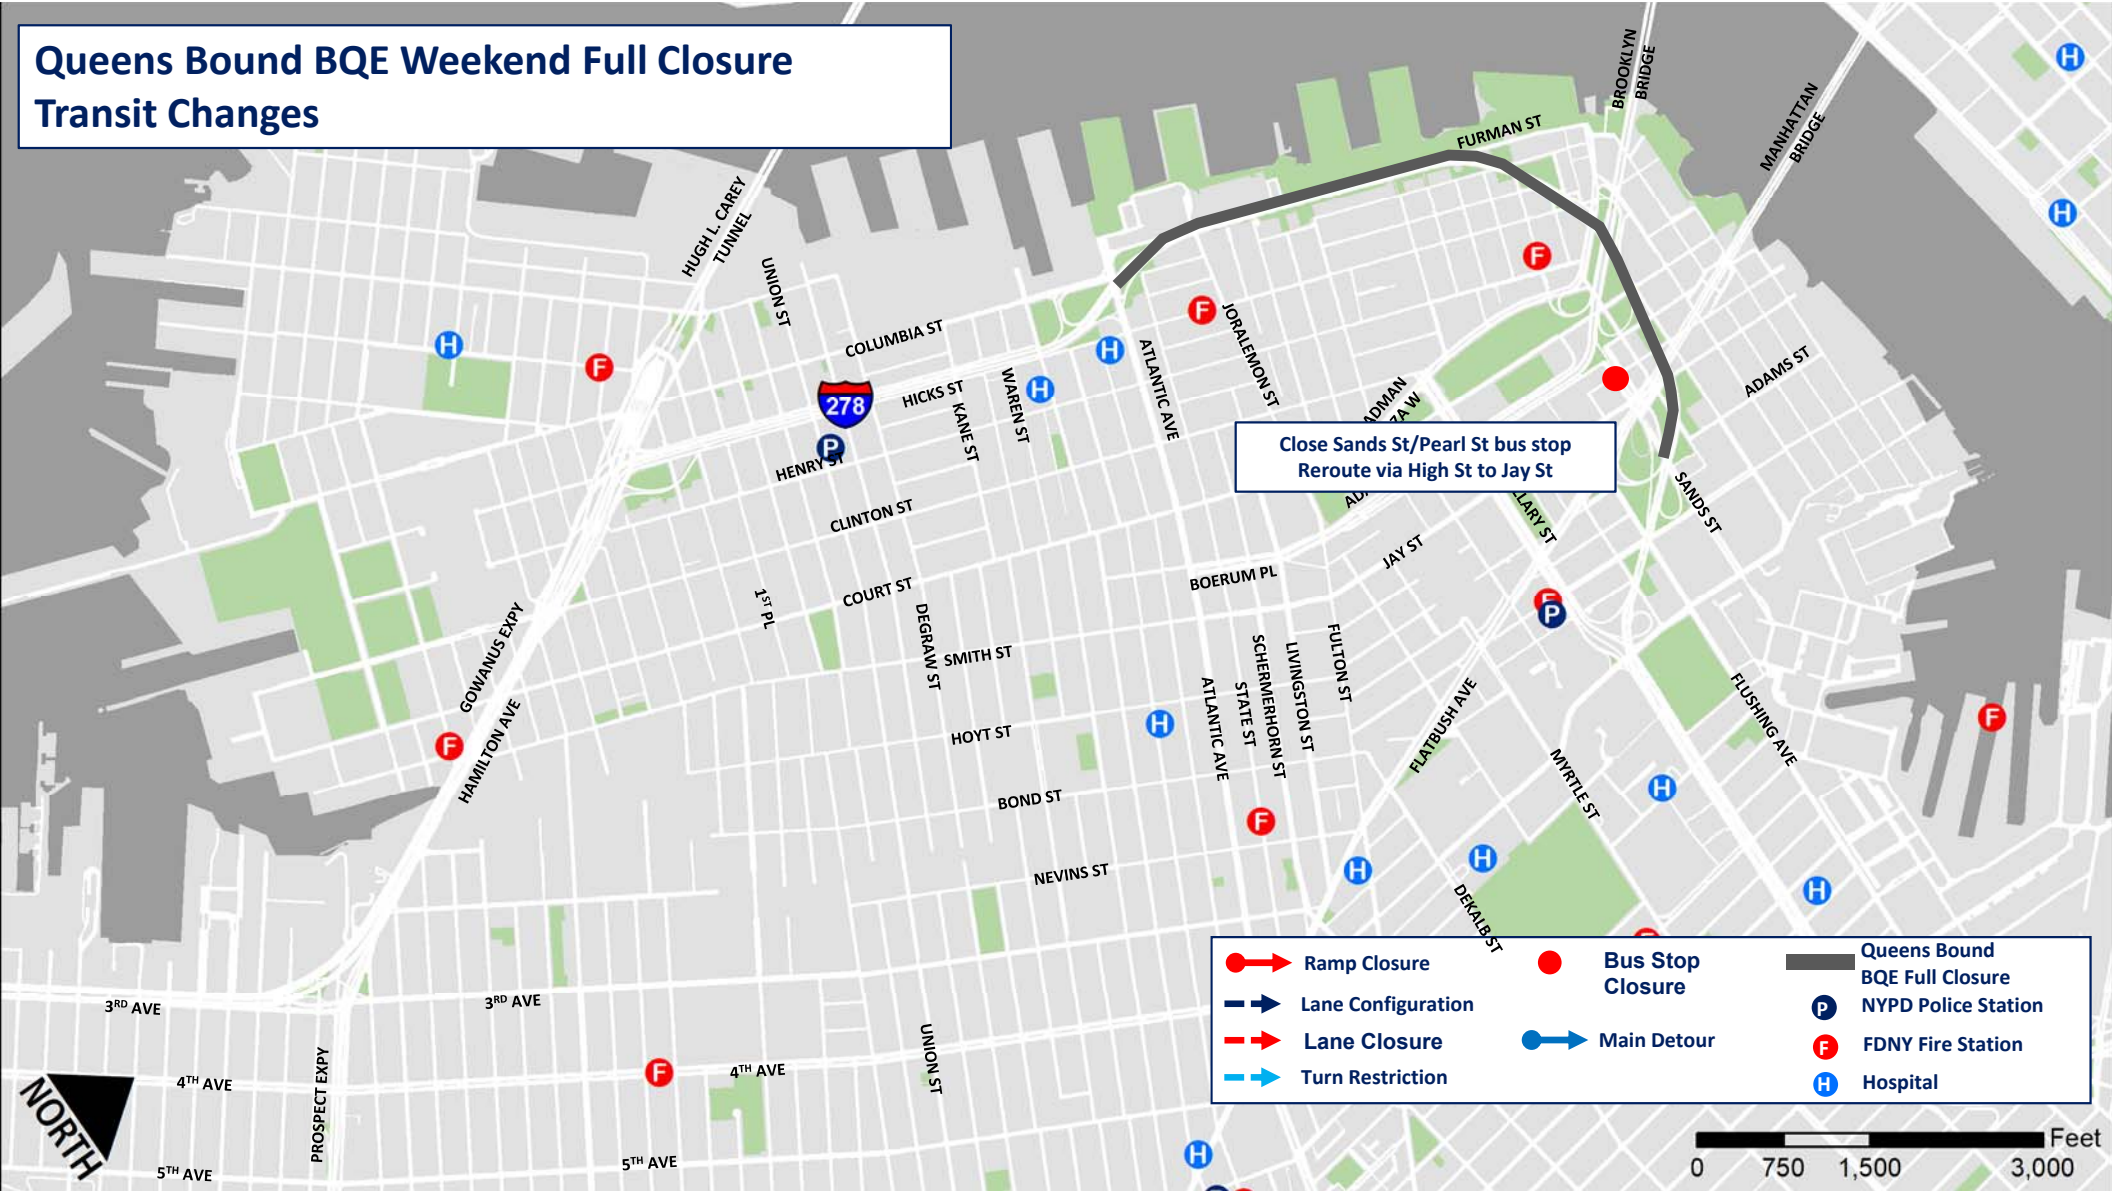 Queens Bound BQE Weekend Full Closure
Transit Changes
BROOKLYN
BRIDGE
MANHATTAN
BRIDGE
FURMAN ST
HUGH L. CAREY
TUNNEL
UNION ST
COLUMBIA ST
HICKS ST
278
KANE ST
WAREN ST
ATLANTIC AVE
JORALEMON ST
ADAMS ST
ADMAN
ZA W
Close Sands St/Pearl St bus stop
Reroute via High St to Jay St
AD
LLARY ST
SANDS ST
HENRY ST
CLINTON ST
COURT ST
1ST PL
DEGRAW ST
SMITH ST
BOERUM PL
JAY ST
GOWANUS EXPY
HAMILTON AVE
HOYT ST
BOND ST
NEVINS ST
ATLANTIC AVE
STATE ST
SCHERMERHORN ST
LIVINGSTON ST
FULTON ST
FLATBUSH AVE
MYRTLE ST
FLUSHING AVE
DEKALB ST
3RD AVE
3RD AVE
4TH AVE
4TH AVE
5TH AVE
5TH AVE
PROSPECT EXPY
UNION ST
NORTH
H
H
H
H
H
H
H
H
H
H
H
H
F
F
F
F
F
F
F
F
P
P
Ramp Closure
Lane Configuration
Lane Closure
Turn Restriction
Bus Stop
Closure
Main Detour
Queens Bound
BQE Full Closure
P NYPD Police Station
F FDNY Fire Station
H Hospital
Feet
0 750 1,500 3,000